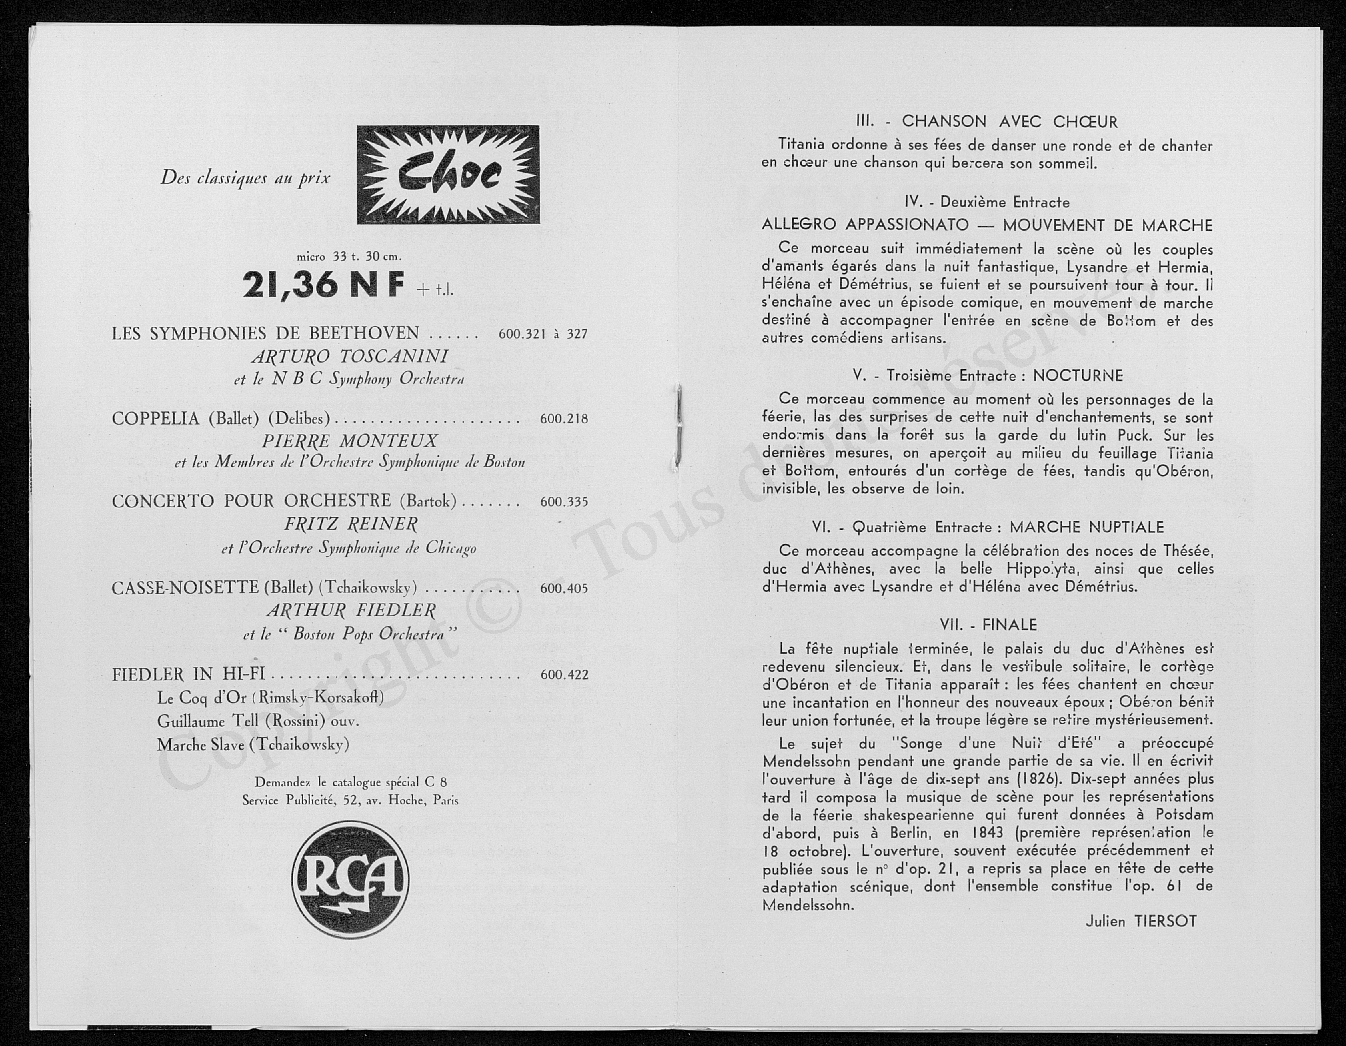 Des classiques au prix
Choc
micro 33 t. 30 cm.
21,36 N F + t.l.
LES SYMPHONIES DE BEETHOVEN ...... 600.321 à 327
ARTURO TOSCANINI
et le N B C Symphony Orchestra
COPPELIA (Ballet) (Delibes)..................... 600.218
PIERRE MONTEUX
et les Membres de l'Orchestre Symphonique de Boston
CONCERTO POUR ORCHESTRE (Bartok)....... 600.335
FRITZ REINER
et l'Orchestre Symphonique de Chicago
CASSE-NOISETTE (Ballet) (Tchaikowsky) ........... 600.405
ARTHUR FIEDLER
et le “ Boston Pops Orchestra ”
FIEDLER IN HI-FI............................ 600.422
Le Coq d'Or (Rimsky-Korsakoff)
Guillaume Tell (Rossini) ouv.
Marche Slave (Tchaikowsky)
Demandez le catalogue spécial C 8
Service Publicité, 52, av. Hoche, Paris
RCA
III. - CHANSON AVEC CHŒUR
Titania ordonne à ses fées de danser une ronde et de chanter
en chœur une chanson qui bercera son sommeil.
IV. - Deuxième Entracte
ALLEGRO APPASSIONATO — MOUVEMENT DE MARCHE
Ce morceau suit immédiatement la scène où les couples
d'amants égarés dans la nuit fantastique, Lysandre et Hermia,
Héléna et Démétrius, se fuient et se poursuivent tour à tour. Il
s'enchaîne avec un épisode comique, en mouvement de marche
destiné à accompagner l'entrée en scène de Bottom et des
autres comédiens artisans.
V. - Troisième Entracte : NOCTURNE
Ce morceau commence au moment où les personnages de la
féerie, las des surprises de cette nuit d'enchantements, se sont
endormis dans la forêt sus la garde du lutin Puck. Sur les
dernières mesures, on aperçoit au milieu du feuillage Titania
et Bottom, entourés d'un cortège de fées, tandis qu'Obéron,
invisible, les observe de loin.
VI. - Quatrième Entracte : MARCHE NUPTIALE
Ce morceau accompagne la célébration des noces de Thésée,
duc d'Athènes, avec la belle Hippolyta, ainsi que celles
d'Hermia avec Lysandre et d'Héléna avec Démétrius.
VII. - FINALE
La fête nuptiale terminée, le palais du duc d'Athènes est
redevenu silencieux. Et, dans le vestibule solitaire, le cortège
d'Obéron et de Titania apparaît : les fées chantent en chœur
une incantation en l'honneur des nouveaux époux ; Obéron bénit
leur union fortunée, et la troupe légère se retire mystérieusement.
Le sujet du "Songe d'une Nuit d'Eté" a préoccupé
Mendelssohn pendant une grande partie de sa vie. Il en écrivit
l'ouverture à l'âge de dix-sept ans (1826). Dix-sept années plus
tard il composa la musique de scène pour les représentations
de la féerie shakespearienne qui furent données à Potsdam
d'abord, puis à Berlin, en 1843 (première représentation le
18 octobre). L'ouverture, souvent exécutée précédemment et
publiée sous le n° d'op. 21, a repris sa place en tête de cette
adaptation scénique, dont l'ensemble constitue l'op. 61 de
Mendelssohn.
Julien TIERSOT
Copyright © - Tous droits réservés